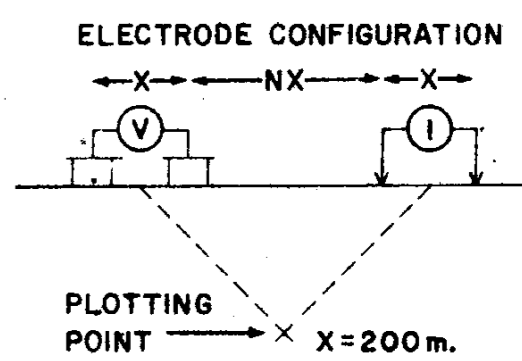 ELECTRODE CONFIGURATION
X NX X
V I
PLOTTING
POINT X X = 200 m.